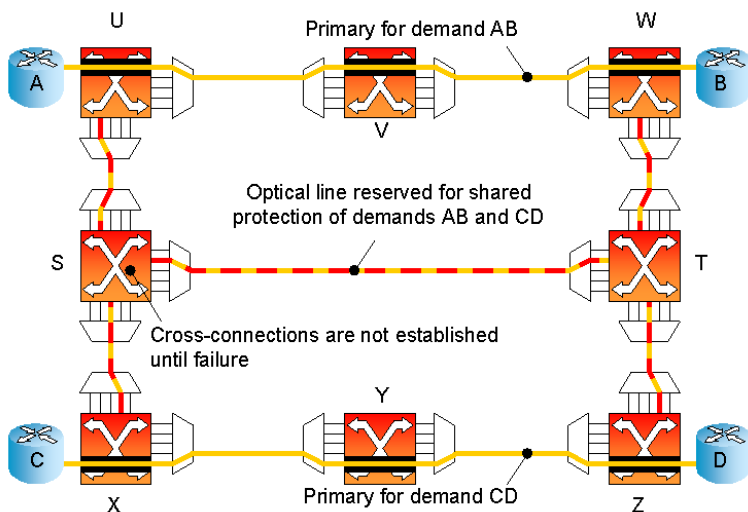 U
Primary for demand AB
W
A
B
V
Optical line reserved for shared
protection of demands AB and CD
S
T
Cross-connections are not established
until failure
Y
C
D
X
Primary for demand CD
Z